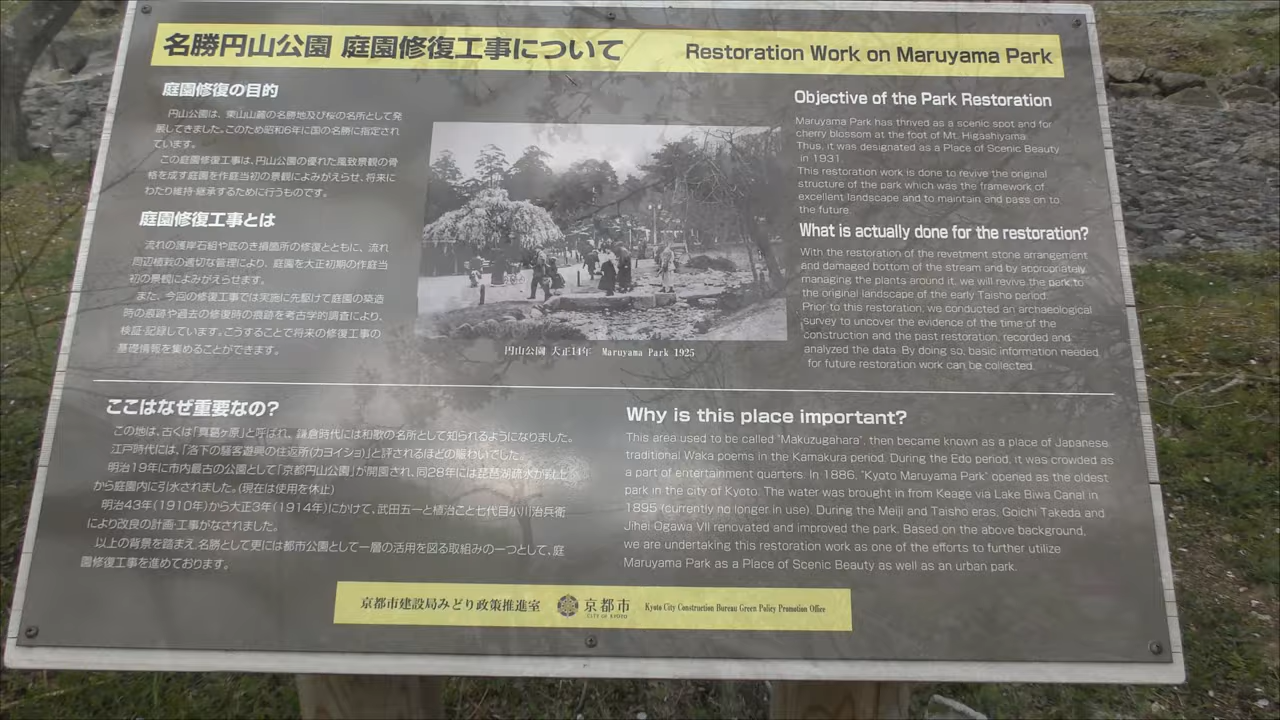 名勝円山公園 庭園修復工事について
Restoration Work on Maruyama Park
庭園修復の目的
円山公園は、東山山麓の名勝地及び桜の名所として発
展してきました。このため昭和6年に国の名勝に指定され
ています。
この庭園修復工事は、円山公園の優れた風致景観の骨
格を成す庭園を作庭当初の景観によみがえらせ、将来に
わたり維持・継承するために行うものです。
庭園修復工事とは
流れの護岸石組や底のき損箇所の修復とともに、流れ
周辺植栽の適切な管理により、庭園を大正初期の作庭当
初の景観によみがえらせます。
また、今回の修復工事では実施に先駆けて庭園の築造
時の痕跡や過去の修復時の痕跡を考古学的調査により、
検証・記録しています。こうすることで将来の修復工事の
基礎情報を集めることができます。
円山公園 大正14年 Maruyama Park 1925
Objective of the Park Restoration
Maruyama Park has thrived as a scenic spot and for
cherry blossom at the foot of Mt. Higashiyama.
Thus, it was designated as a Place of Scenic Beauty
in 1931.
This restoration work is done to revive the original
structure of the park which was the framework of
excellent landscape and to maintain and pass on to
the future.
What is actually done for the restoration?
With the restoration of the revetment stone arrangement
and damaged bottom of the stream and by appropriately
managing the plants around it, we will revive the park to
the original landscape of the early Taisho period.
Prior to this restoration, we conducted an archaeological
survey to uncover the evidence of the time of the
construction and the past restoration, recorded and
analyzed the data. By doing so, basic information needed
for future restoration work can be collected.
ここはなぜ重要なの?
この地は、古くは「真葛ヶ原」と呼ばれ、鎌倉時代には和歌の名所として知られるようになりました。
江戸時代には、「洛下の騒客遊興の往返所(カヨイショ)」と評されるほどの賑わいでした。
明治19年に市内最古の公園として「京都円山公園」が開園され、同28年には琵琶湖疏水が蹴上
から庭園内に引水されました。(現在は使用を休止)
明治43年(1910年)から大正3年(1914年)にかけて、武田五一と植治こと七代目小川治兵衛
により改良の計画・工事がなされました。
以上の背景を踏まえ、名勝として更には都市公園として一層の活用を図る取組みの一つとして、庭
園修復工事を進めております。
Why is this place important?
This area used to be called "Makuzugahara", then became known as a place of Japanese
traditional Waka poems in the Kamakura period. During the Edo period, it was crowded as
a part of entertainment quarters. In 1886, "Kyoto Maruyama Park" opened as the oldest
park in the city of Kyoto. The water was brought in from Keage via Lake Biwa Canal in
1895 (currently no longer in use). During the Meiji and Taisho eras, Goichi Takeda and
Jihei Ogawa VII renovated and improved the park. Based on the above background,
we are undertaking this restoration work as one of the efforts to further utilize
Maruyama Park as a Place of Scenic Beauty as well as an urban park.
京都市建設局みどり政策推進室 京都市 CITY OF KYOTO Kyoto City Construction Bureau Green Policy Promotion Office